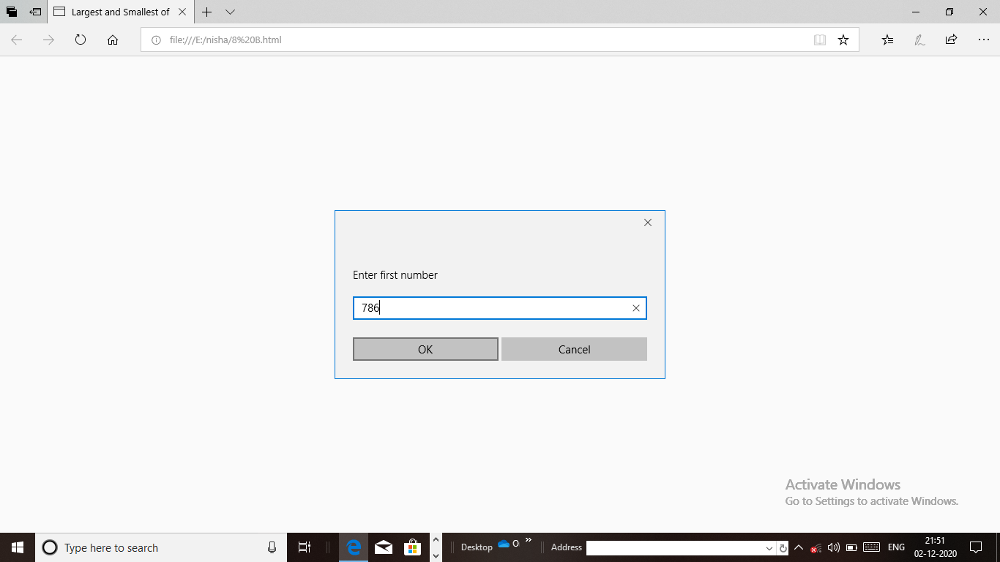 Largest and Smallest of
file:///E:/nisha/8%20B.html
Enter first number
786
OK
Cancel
Activate Windows
Go to Settings to activate Windows.
Type here to search
Desktop
O
Address
ENG
21:51
02-12-2020